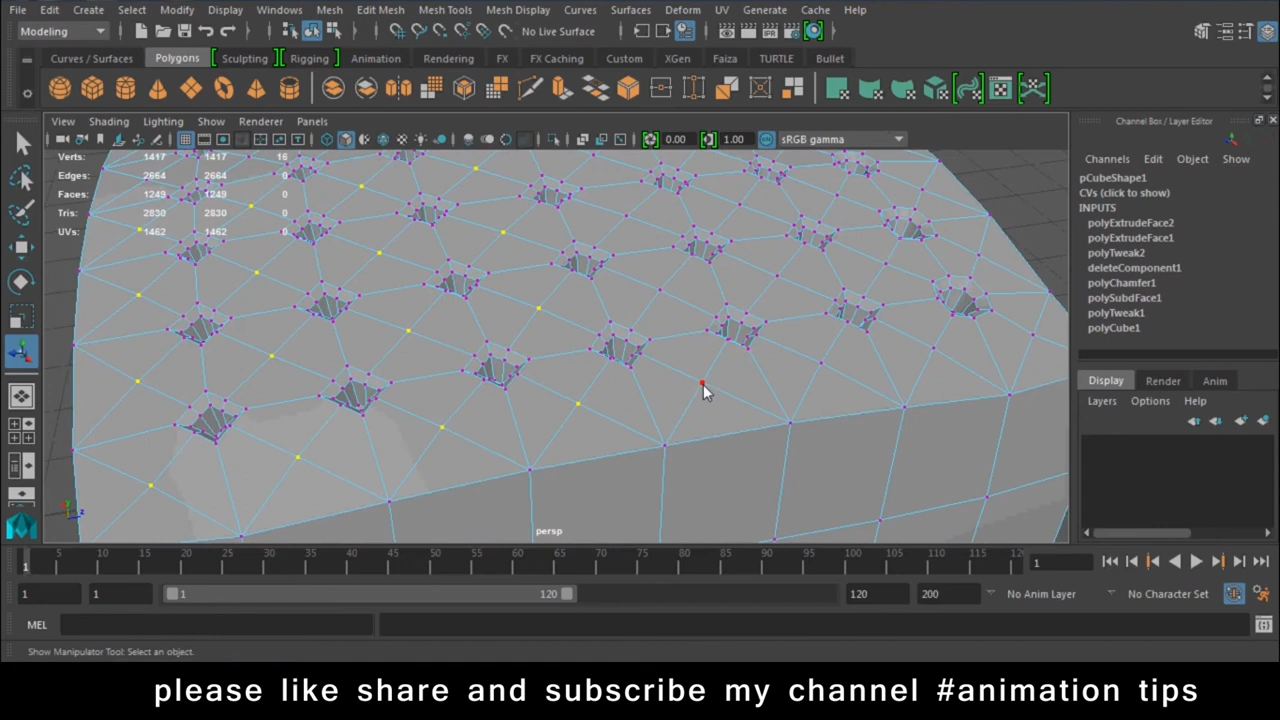 File Edit Create Select Modify Display Windows Mesh Edit Mesh Mesh Tools Mesh Display Curves Surfaces Deform UV Generate Cache Help
Modeling No Live Surface
Curves / Surfaces Polygons Sculpting Rigging Animation Rendering FX FX Caching Custom XGen Faiza TURTLE Bullet
View Shading Lighting Show Renderer Panels
0.00 1.00 sRGB gamma
Verts: 1417 1417 16
Edges: 2664 2664 0
Faces: 1249 1249 0
Tris: 2830 2830 0
UVs: 1462 1462 0
persp
Channel Box / Layer Editor
Channels Edit Object Show
pCubeShape1
CVs (click to show)
INPUTS
polyExtrudeFace2
polyExtrudeFace1
polyTweak2
deleteComponent1
polyChamfer1
polySubdFace1
polyTweak1
polyCube1
Display Render Anim
Layers Options Help
5 10 15 20 25 30 35 40 45 50 55 60 65 70 75 80 85 90 95 100 105 110 115 12
1 1
1 1 1 120 120 200 No Anim Layer No Character Set
MEL
Show Manipulator Tool: Select an object.
please like share and subscribe my channel #animation tips